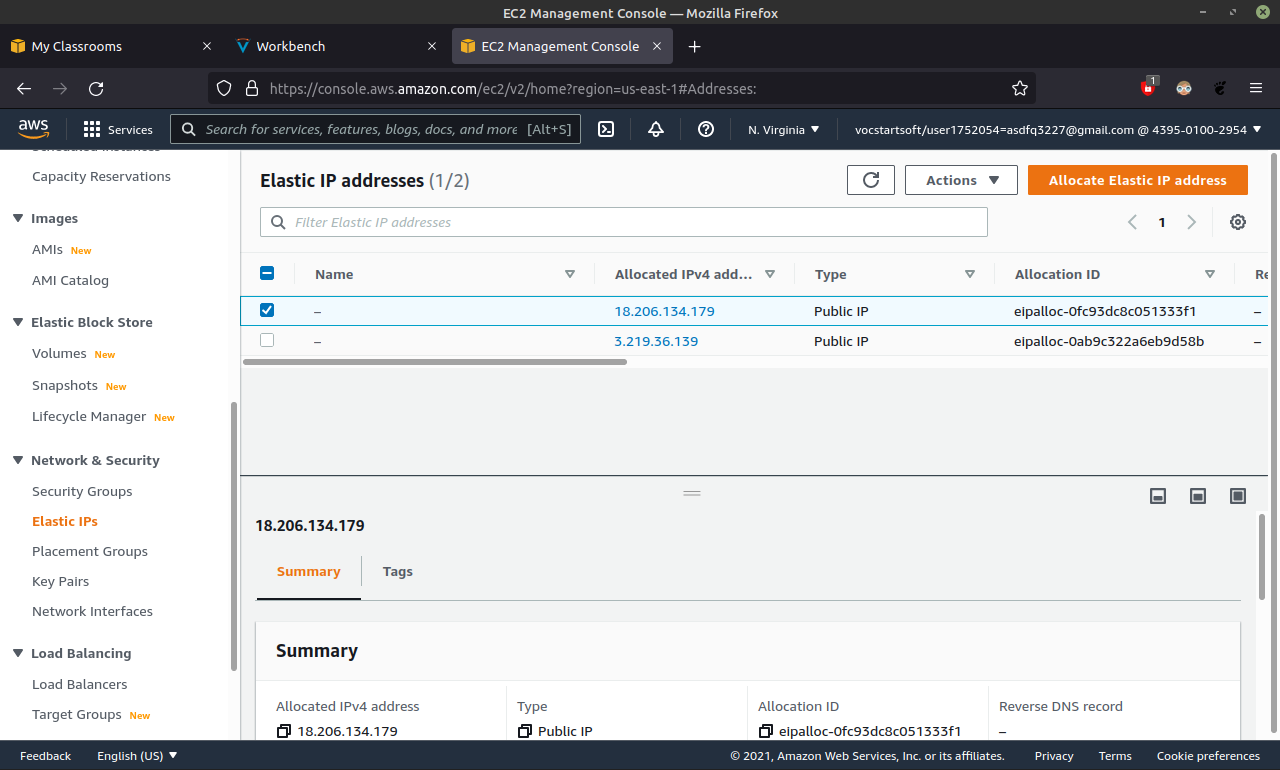 EC2 Management Console — Mozilla Firefox
My Classrooms
Workbench
EC2 Management Console
https://console.aws.amazon.com/ec2/v2/home?region=us-east-1#Addresses:
1
aws
Services
Search for services, features, blogs, docs, and more [Alt+S]
N. Virginia
vocstartsoft/user1752054=asdfq3227@gmail.com @ 4395-0100-2954
Scheduled Instances
Capacity Reservations
Images
AMIs New
AMI Catalog
Elastic Block Store
Volumes New
Snapshots New
Lifecycle Manager New
Network & Security
Security Groups
Elastic IPs
Placement Groups
Key Pairs
Network Interfaces
Load Balancing
Load Balancers
Target Groups New
Elastic IP addresses (1/2)
Actions
Allocate Elastic IP address
Filter Elastic IP addresses
1
Name Allocated IPv4 add... Type Allocation ID Re
– 18.206.134.179 Public IP eipalloc-0fc93dc8c051333f1 –
– 3.219.36.139 Public IP eipalloc-0ab9c322a6eb9d58b –
18.206.134.179
Summary Tags
Summary
Allocated IPv4 address Type Allocation ID Reverse DNS record
18.206.134.179 Public IP eipalloc-0fc93dc8c051333f1 –
Feedback English (US) © 2021, Amazon Web Services, Inc. or its affiliates. Privacy Terms Cookie preferences